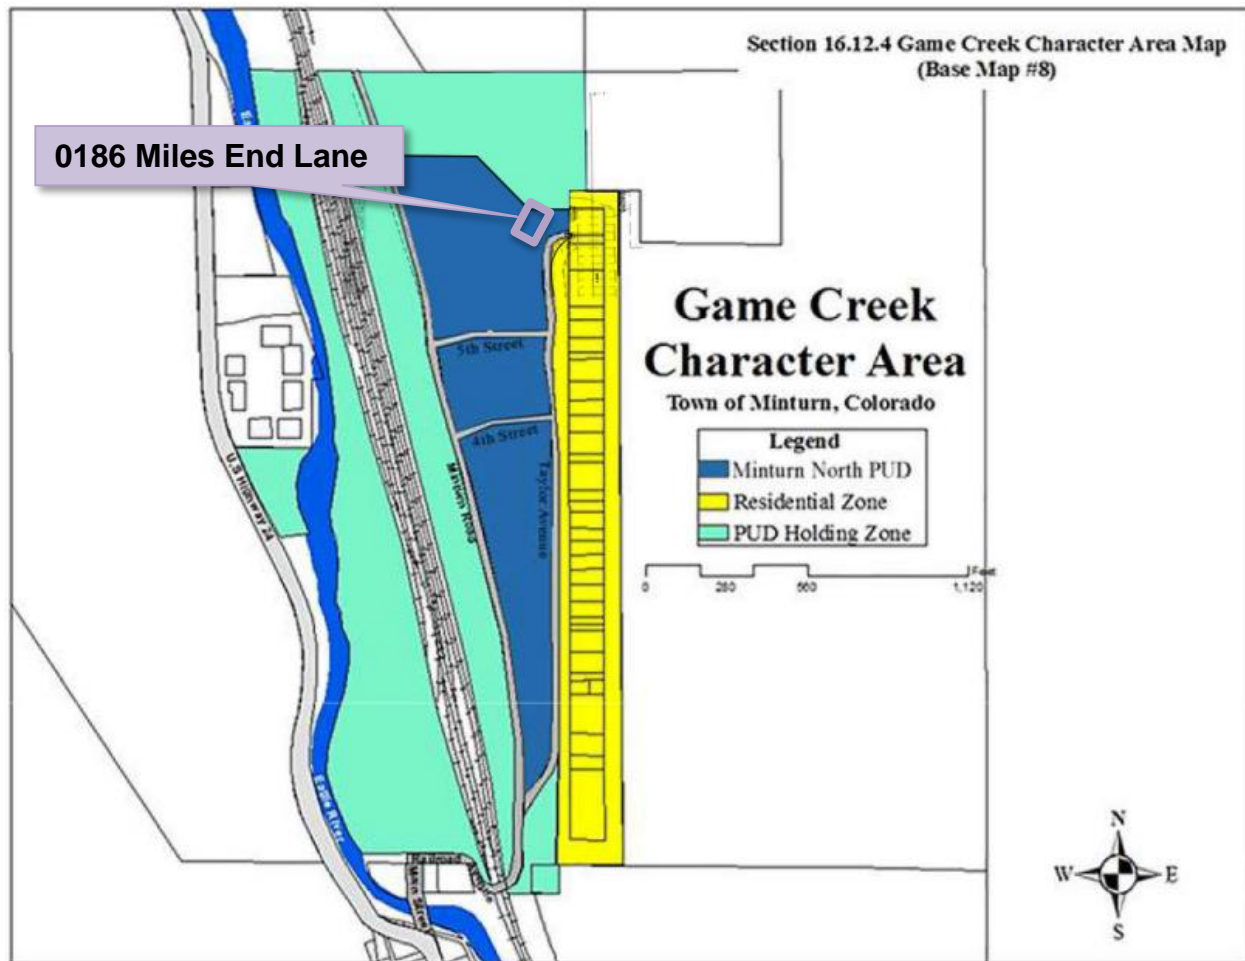 Section 16.12.4 Game Creek Character Area Map
(Base Map #8)
0186 Miles End Lane
Game Creek
Character Area
Town of Minturn, Colorado
Legend
Minturn North PUD
Residential Zone
PUD Holding Zone
Feet
0
280
560
1,120
5th Street
4th Street
Minturn Road
Taylor Avenue
U.S Highway 24
Eagle River
Railroad
Main Street
N
W
E
S